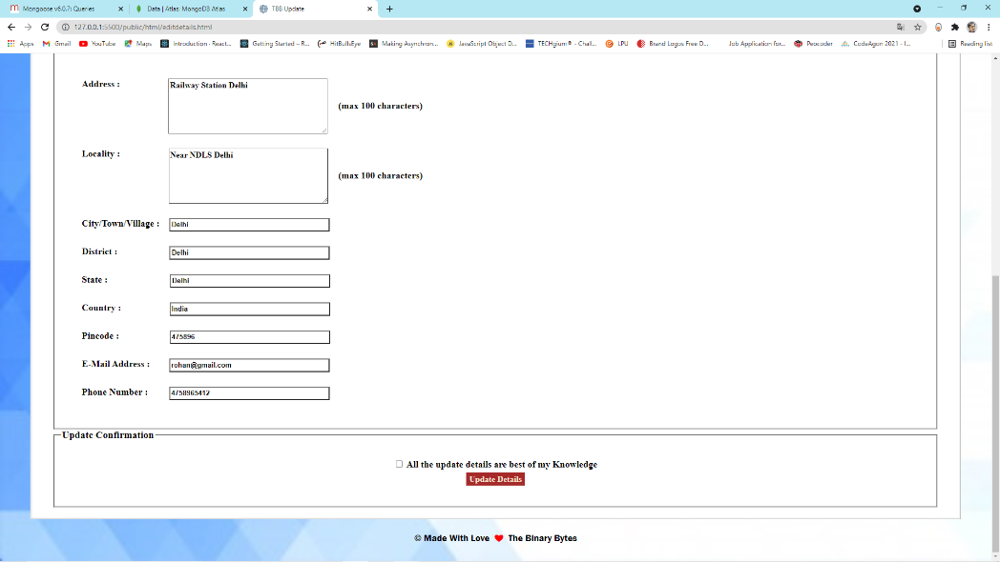 Mongoose v6.0.7: Queries
Data | Atlas: MongoDB Atlas
TBB Update
127.0.0.1:5500/public/html/editdetails.html
Apps
Gmail
YouTube
Maps
Introduction - React...
Getting Started – R...
HitBullsEye
Making Asynchron...
JavaScript Object D...
TECHgium® - Chall...
LPU
Brand Logos Free D...
Job Application for...
Peocoder
CodeAgon 2021 - I...
Reading list
Address :
Railway Station Delhi
(max 100 characters)
Locality :
Near NDLS Delhi
(max 100 characters)
City/Town/Village :
Delhi
District :
Delhi
State :
Delhi
Country :
India
Pincode :
475896
E-Mail Address :
rohan@gmail.com
Phone Number :
4758965412
Update Confirmation
All the update details are best of my Knowledge
Update Details
© Made With Love ❤ The Binary Bytes